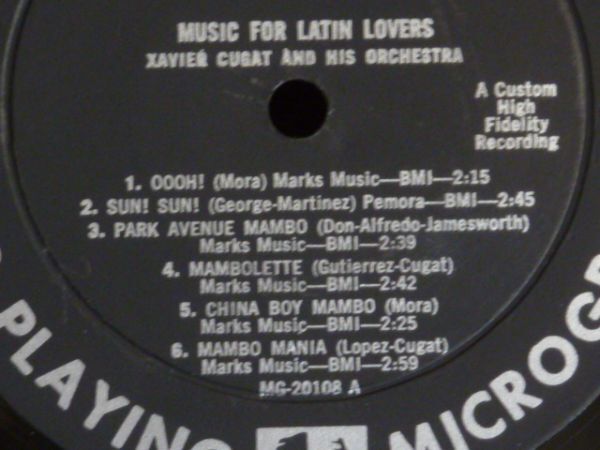 MUSIC FOR LATIN LOVERS
XAVIER CUGAT AND HIS ORCHESTRA
A Custom
High
Fidelity
Recording
1. OOOH! (Mora) Marks Music—BMI—2:15
2. SUN! SUN! (George-Martinez) Pemora—BMI—2:45
3. PARK AVENUE MAMBO (Don-Alfredo-Jamesworth)
Marks Music—BMI—2:39
4. MAMBOLETTE (Gutierrez-Cugat)
Marks Music—BMI—2:42
5. CHINA BOY MAMBO (Mora)
Marks Music—BMI—2:25
6. MAMBO MANIA (Lopez-Cugat)
Marks Music—BMI—2:59
MG-20108 A
PLAYING MICROGR